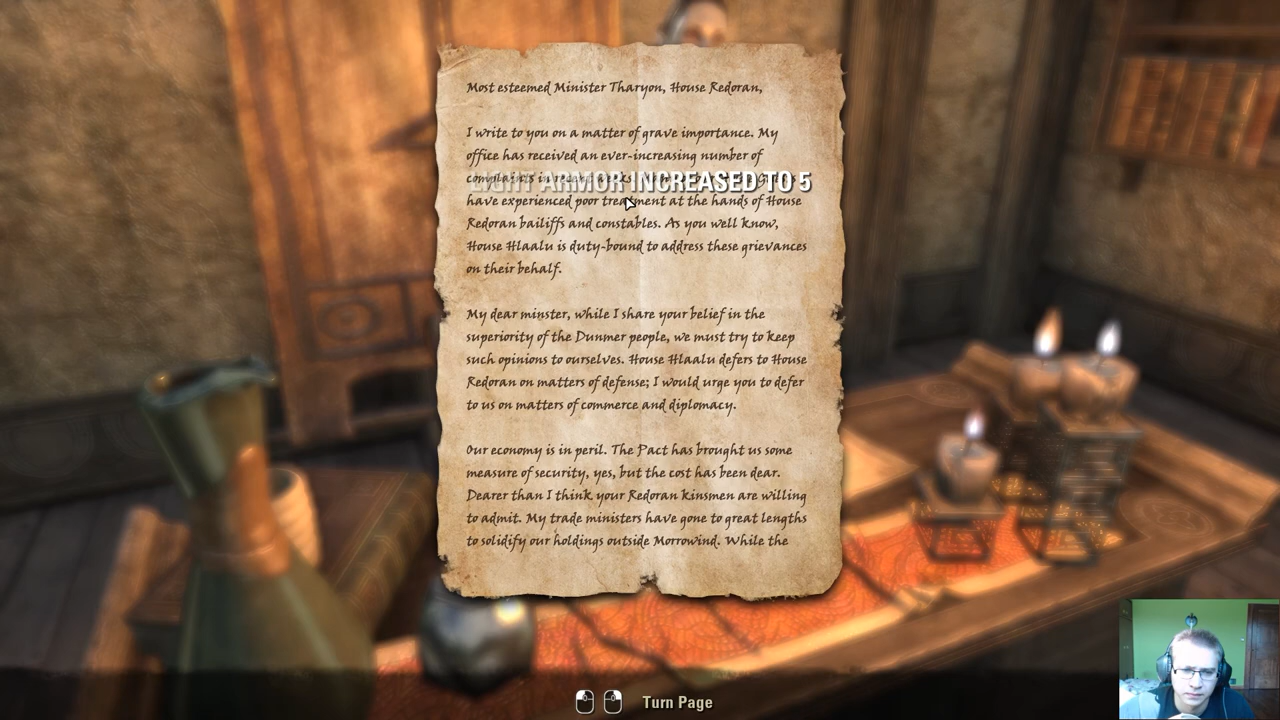 Most esteemed Minister Tharyon, House Redoran,
I write to you on a matter of grave importance. My
office has received an ever-increasing number of
complaints in recent weeks.
LIGHT ARMOR INCREASED TO 5
have experienced poor treatment at the hands of House
Redoran bailiffs and constables. As you well know,
House Hlaalu is duty-bound to address these grievances
on their behalf.
My dear minster, while I share your belief in the
superiority of the Dunmer people, we must try to keep
such opinions to ourselves. House Hlaalu defers to House
Redoran on matters of defense; I would urge you to defer
to us on matters of commerce and diplomacy.
Our economy is in peril. The Pact has brought us some
measure of security, yes, but the cost has been dear.
Dearer than I think your Redoran kinsmen are willing
to admit. My trade ministers have gone to great lengths
to solidify our holdings outside Morrowind. While the
Turn Page